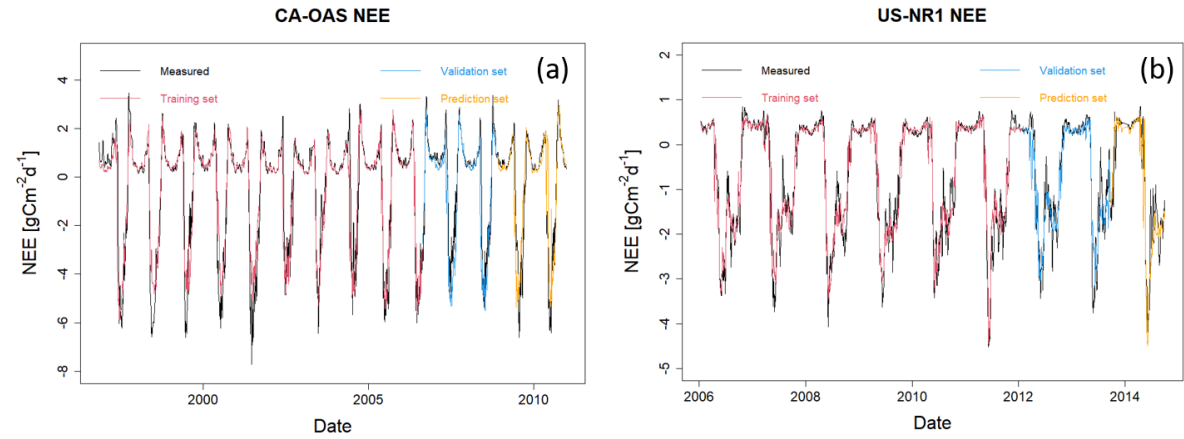 CA-OAS NEE
(a)
Measured
Validation set
Training set
Prediction set
NEE [gCm-2d-1]
4
2
0
-2
-4
-6
-8
2000
2005
2010
Date
US-NR1 NEE
(b)
Measured
Validation set
Training set
Prediction set
NEE [gCm-2d-1]
2
1
0
-1
-2
-3
-4
-5
2006
2008
2010
2012
2014
Date